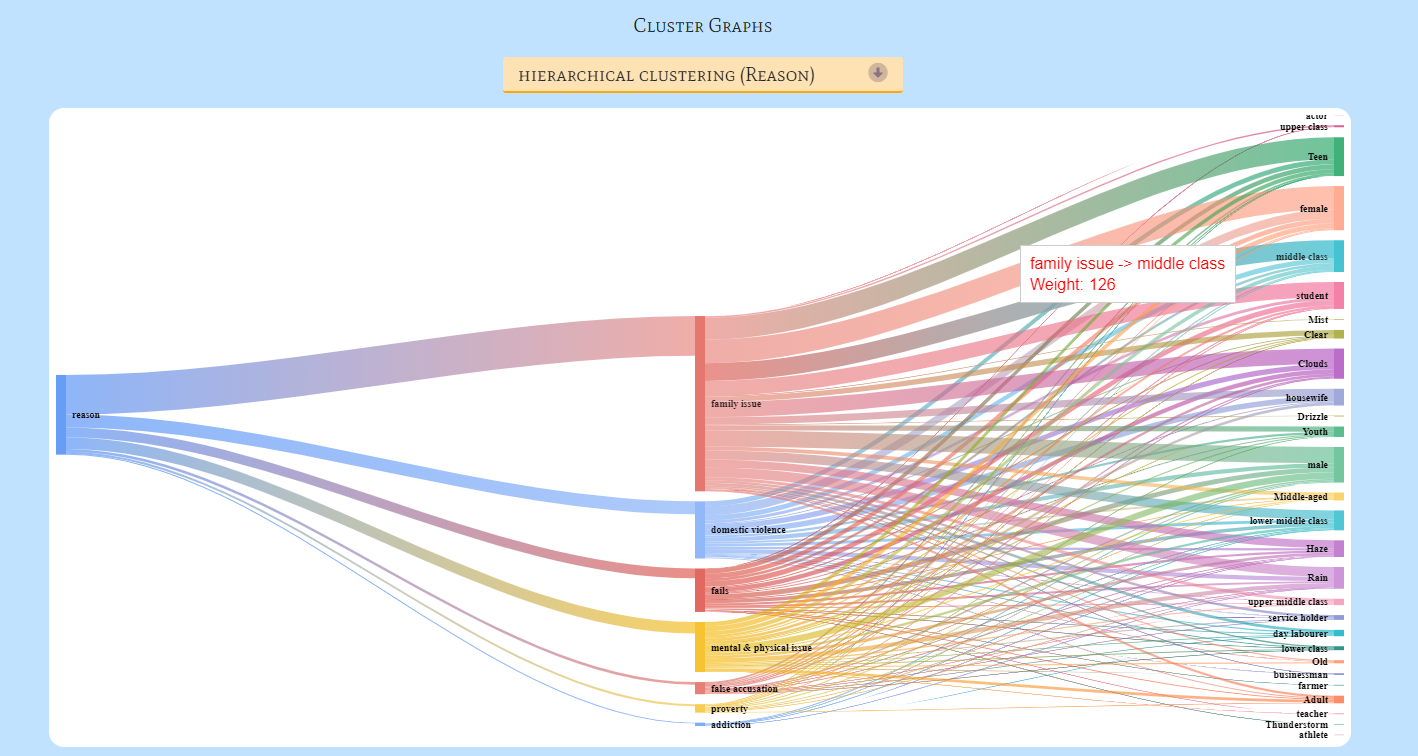 Cluster Graphs
hierarchical clustering (Reason)
actor
upper class
Teen
female
middle class
family issue -> middle class
Weight: 126
student
Mist
Clear
Clouds
housewife
reason
family issue
Drizzle
Youth
male
Middle-aged
lower middle class
domestic violence
Haze
Rain
fails
upper middle class
service holder
day labourer
mental & physical issue
lower class
Old
businessman
false accusation
farmer
Adult
proverty
teacher
addiction
Thunderstorm
athlete